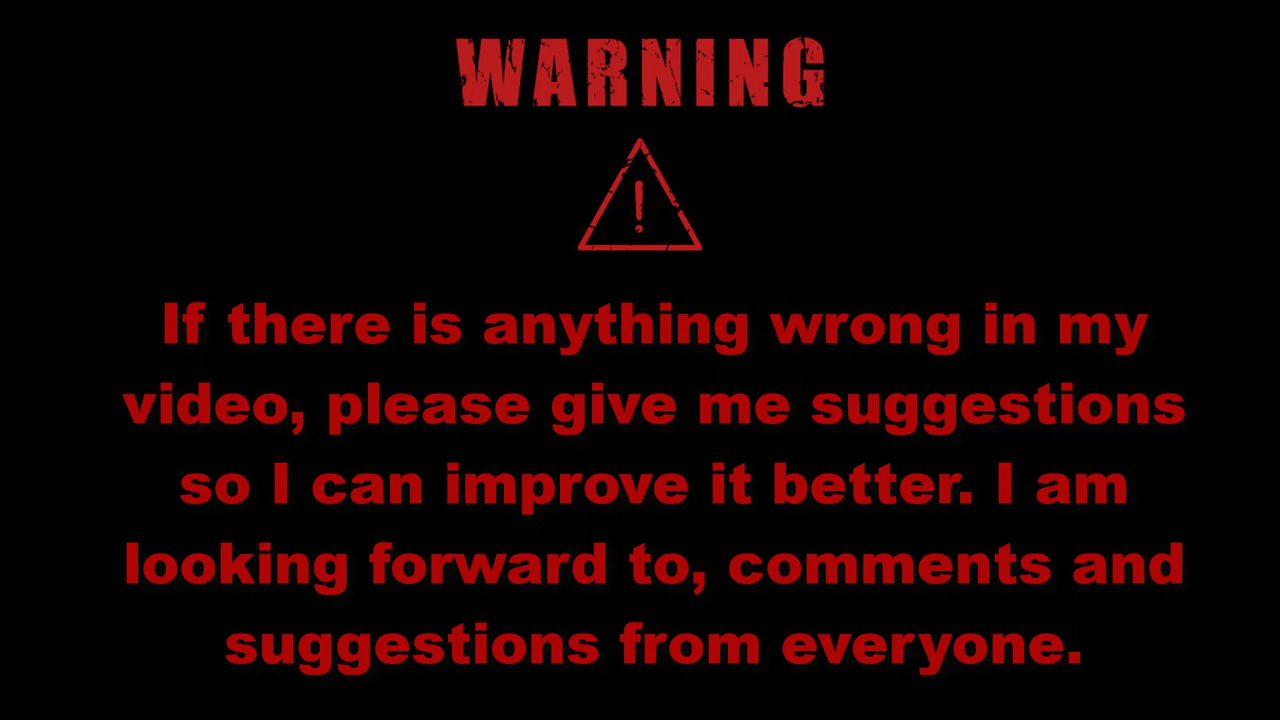 WARNING
If there is anything wrong in my
video, please give me suggestions
so I can improve it better. I am
looking forward to, comments and
suggestions from everyone.